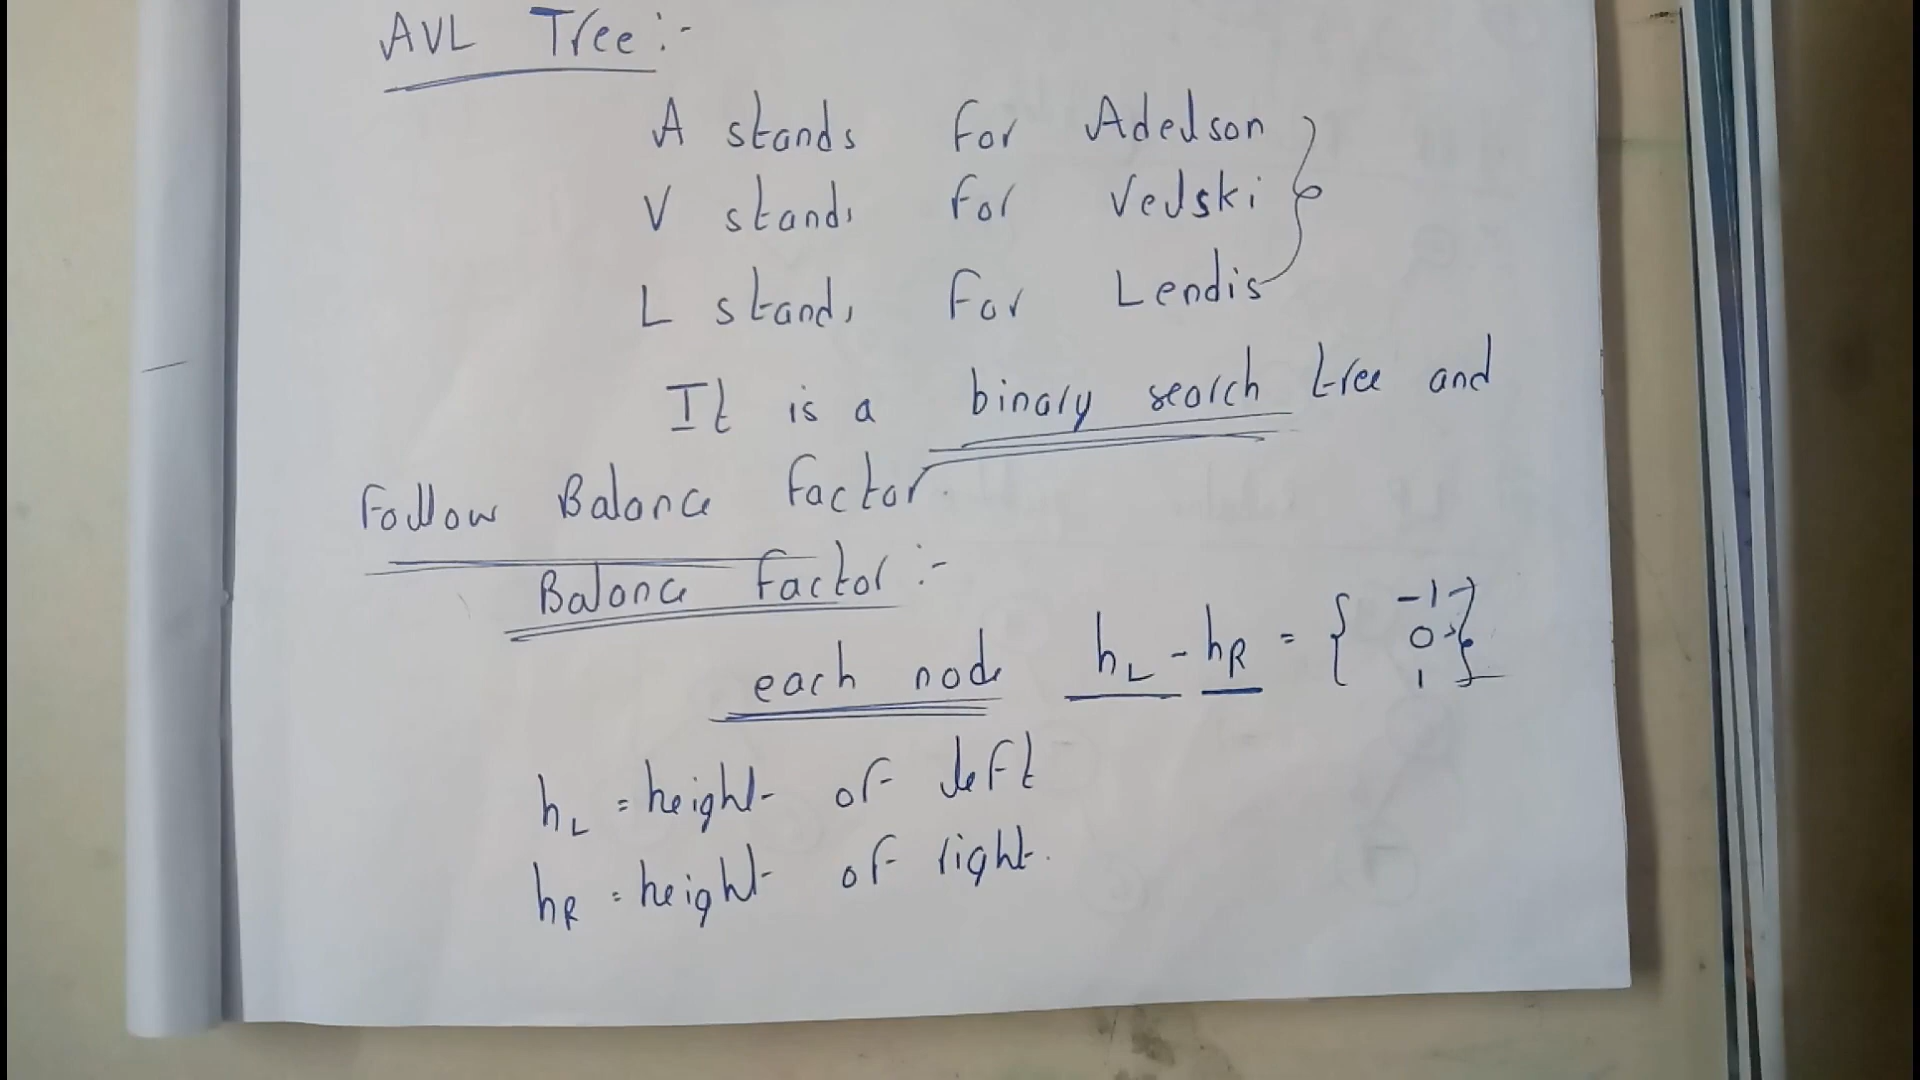 AVL Tree:-
A stands for Adelson
V stands for Velski
L stands for Lendis
It is a binary search tree and
Follow Balance Factor.
Balance Factor:-
each node hL - hR = { -1, 0, 1 }
hL = height of left
hR = height of right.